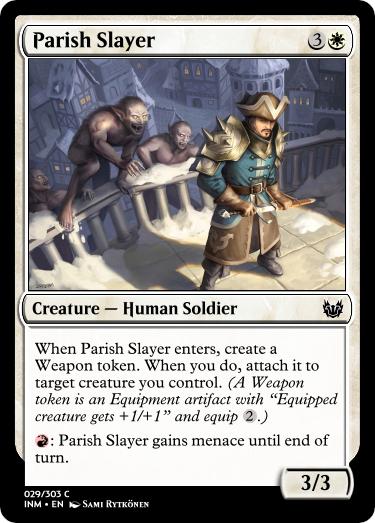 Parish Slayer 3
Creature — Human Soldier
When Parish Slayer enters, create a
Weapon token. When you do, attach it to
target creature you control. (A Weapon
token is an Equipment artifact with “Equipped
creature gets +1/+1” and equip 2.)
: Parish Slayer gains menace until end of
turn.
3/3
029/303 C
INM • EN Sami Rytkönen